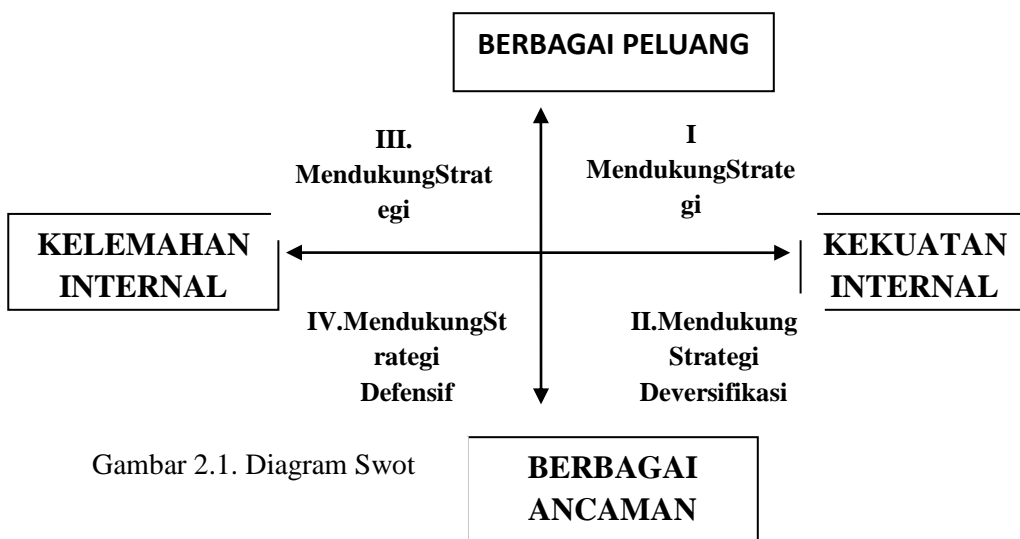 BERBAGAI PELUANG
III.
MendukungStrat
egi
I
MendukungStrate
gi
KELEMAHAN
INTERNAL
KEKUATAN
INTERNAL
IV.MendukungSt
rategi
Defensif
II.Mendukung
Strategi
Deversifikasi
Gambar 2.1. Diagram Swot
BERBAGAI
ANCAMAN